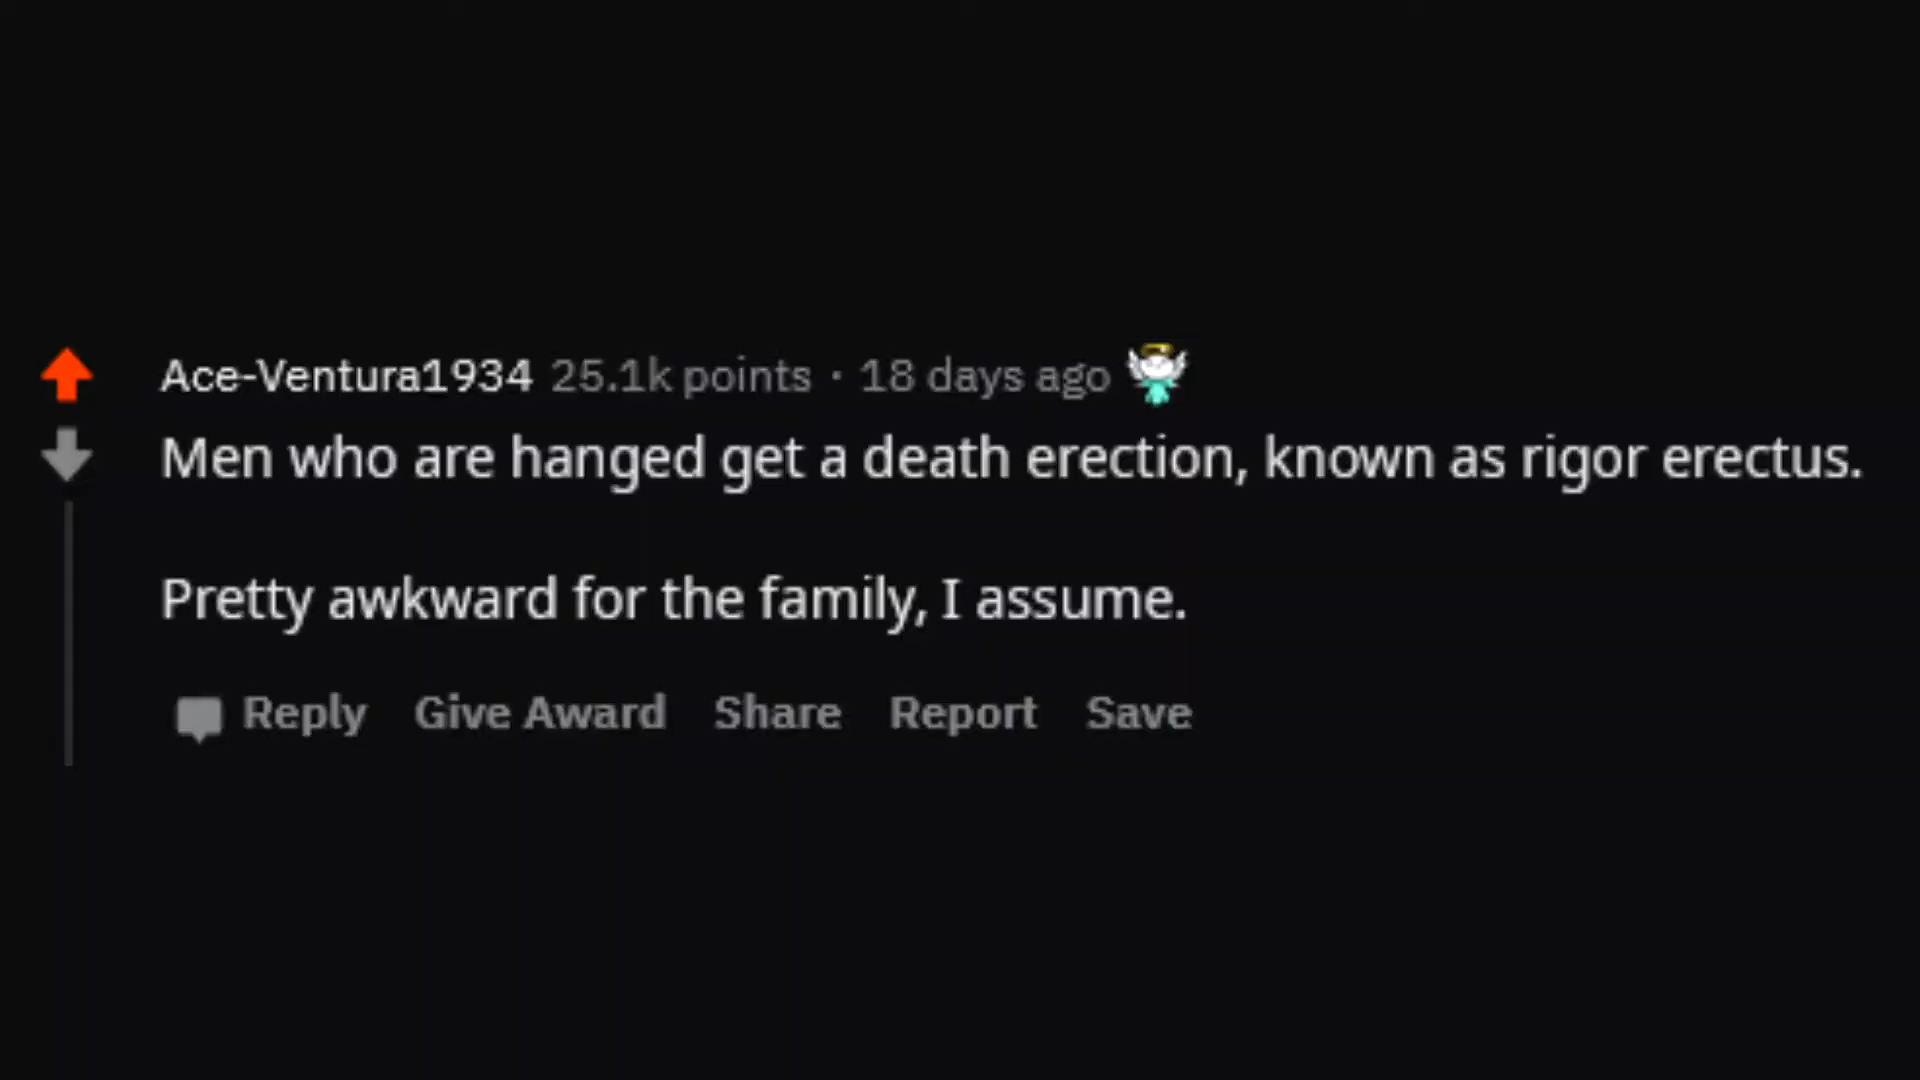 Ace-Ventura1934 25.1k points · 18 days ago
Men who are hanged get a death erection, known as rigor erectus.
Pretty awkward for the family, I assume.
Reply Give Award Share Report Save